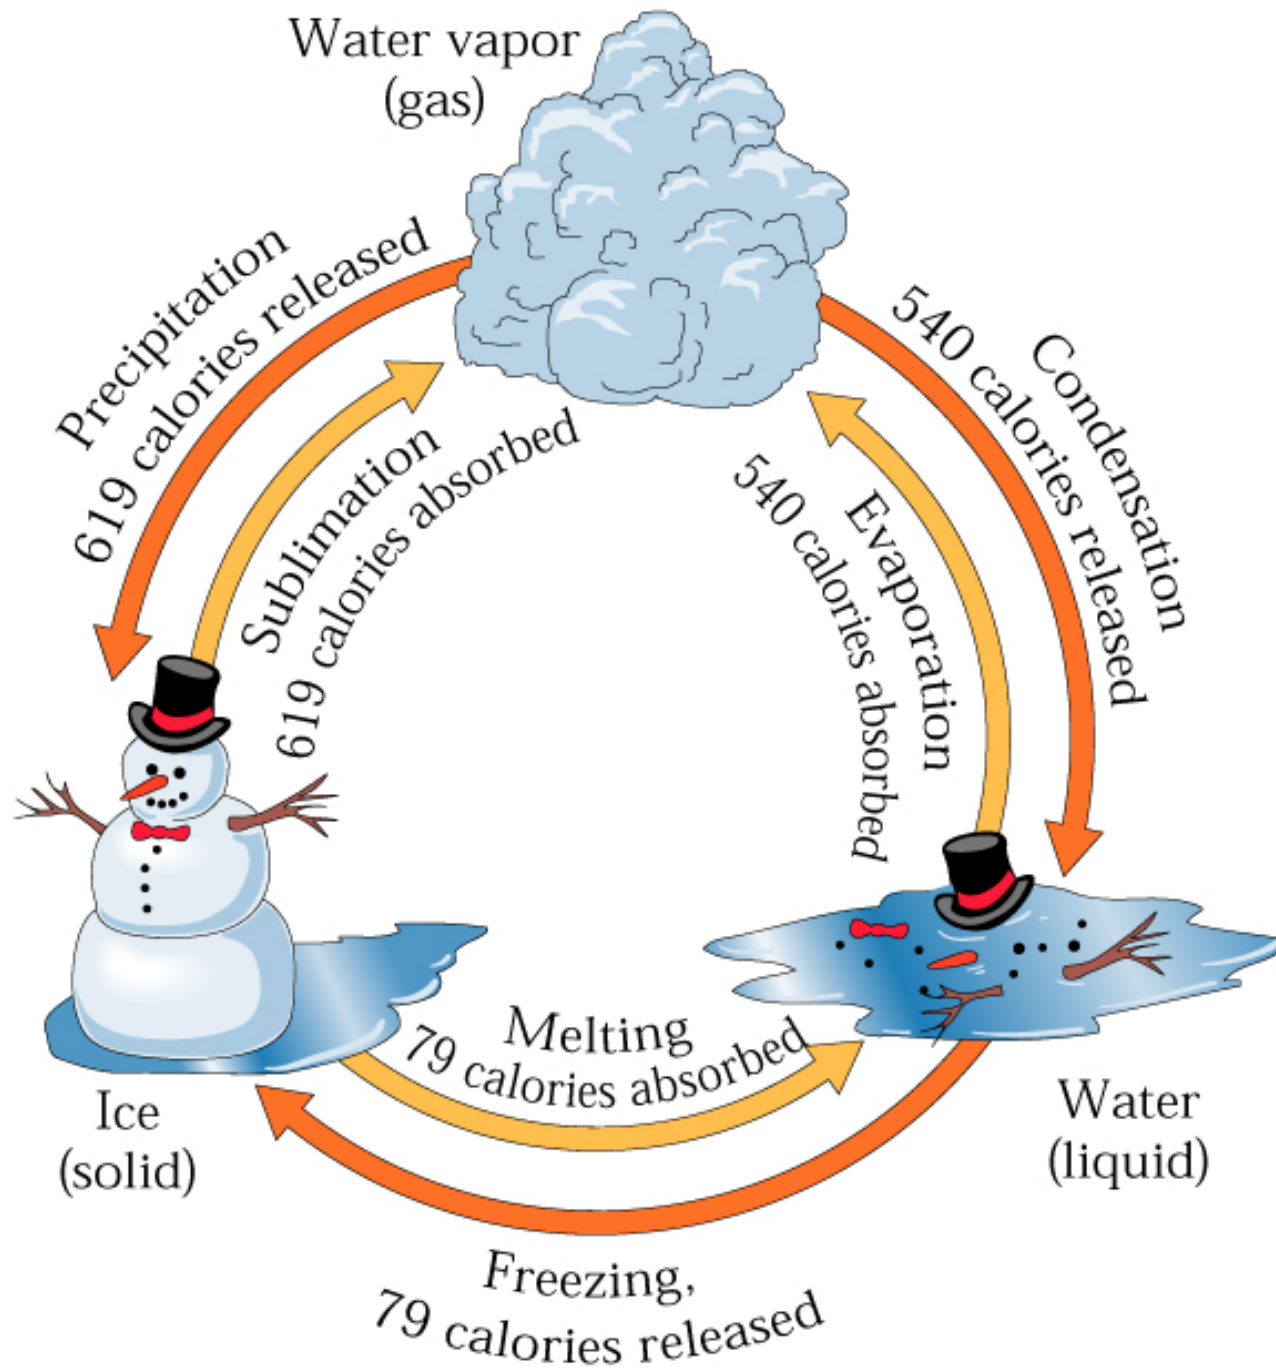 Water vapor
(gas)
Precipitation
619 calories released
Sublimation
619 calories absorbed
Condensation
540 calories released
Evaporation
540 calories absorbed
Melting
79 calories absorbed
Ice
(solid)
Water
(liquid)
Freezing,
79 calories released